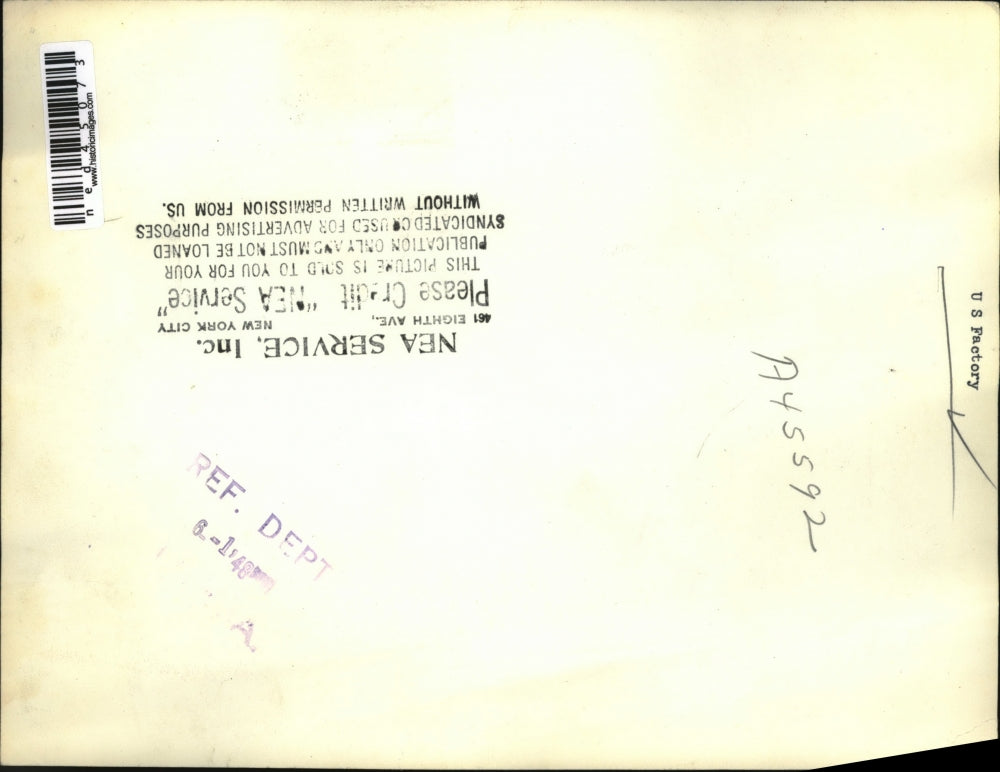 ned45073
www.historicimages.com
NEA SERVICE, Inc.
461 EIGHTH AVE., NEW YORK CITY
Please Credit "NEA Service"
THIS PICTURE IS SOLD TO YOU FOR YOUR
PUBLICATION ONLY AND MUST NOT BE LOANED
SYNDICATED OR USED FOR ADVERTISING PURPOSES
WITHOUT WRITTEN PERMISSION FROM US.
REF. DEPT
6-1-48
A.
A45592
U S Factory